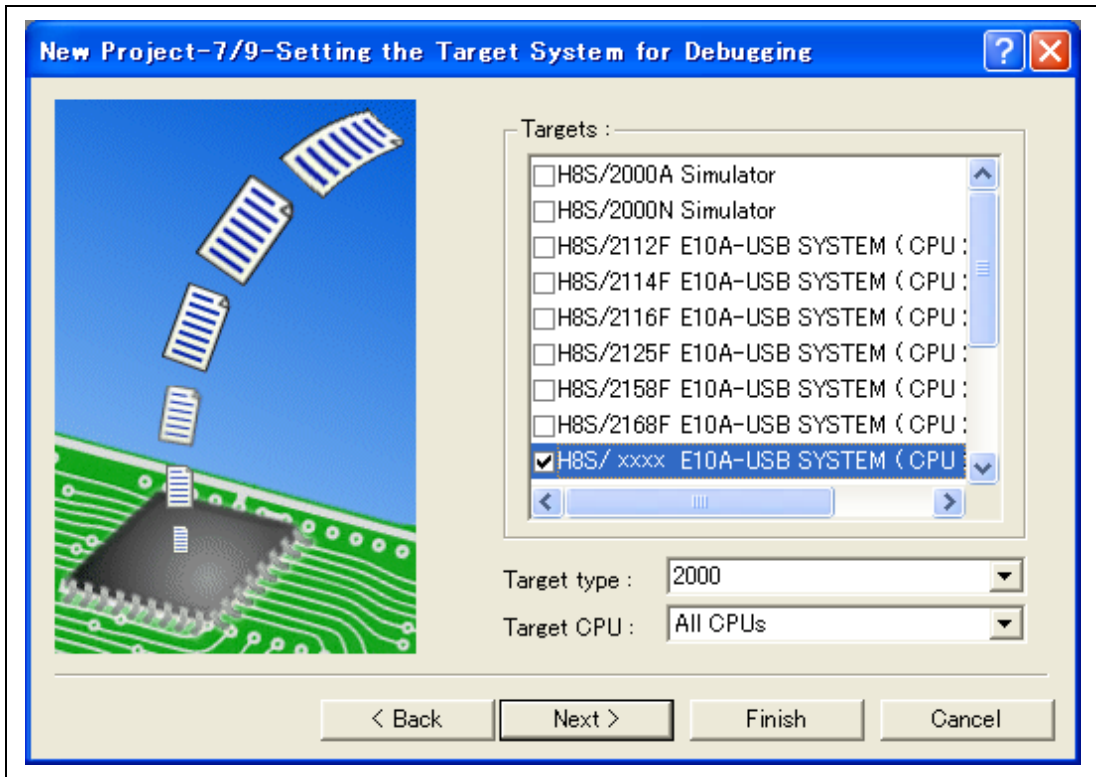 New Project-7/9-Setting the Target System for Debugging
Targets :
H8S/2000A Simulator
H8S/2000N Simulator
H8S/2112F E10A-USB SYSTEM ( CPU :
H8S/2114F E10A-USB SYSTEM ( CPU :
H8S/2116F E10A-USB SYSTEM ( CPU :
H8S/2125F E10A-USB SYSTEM ( CPU :
H8S/2158F E10A-USB SYSTEM ( CPU :
H8S/2168F E10A-USB SYSTEM ( CPU :
H8S/ xxxx E10A-USB SYSTEM ( CPU :
Target type : 2000
Target CPU : All CPUs
< Back Next > Finish Cancel